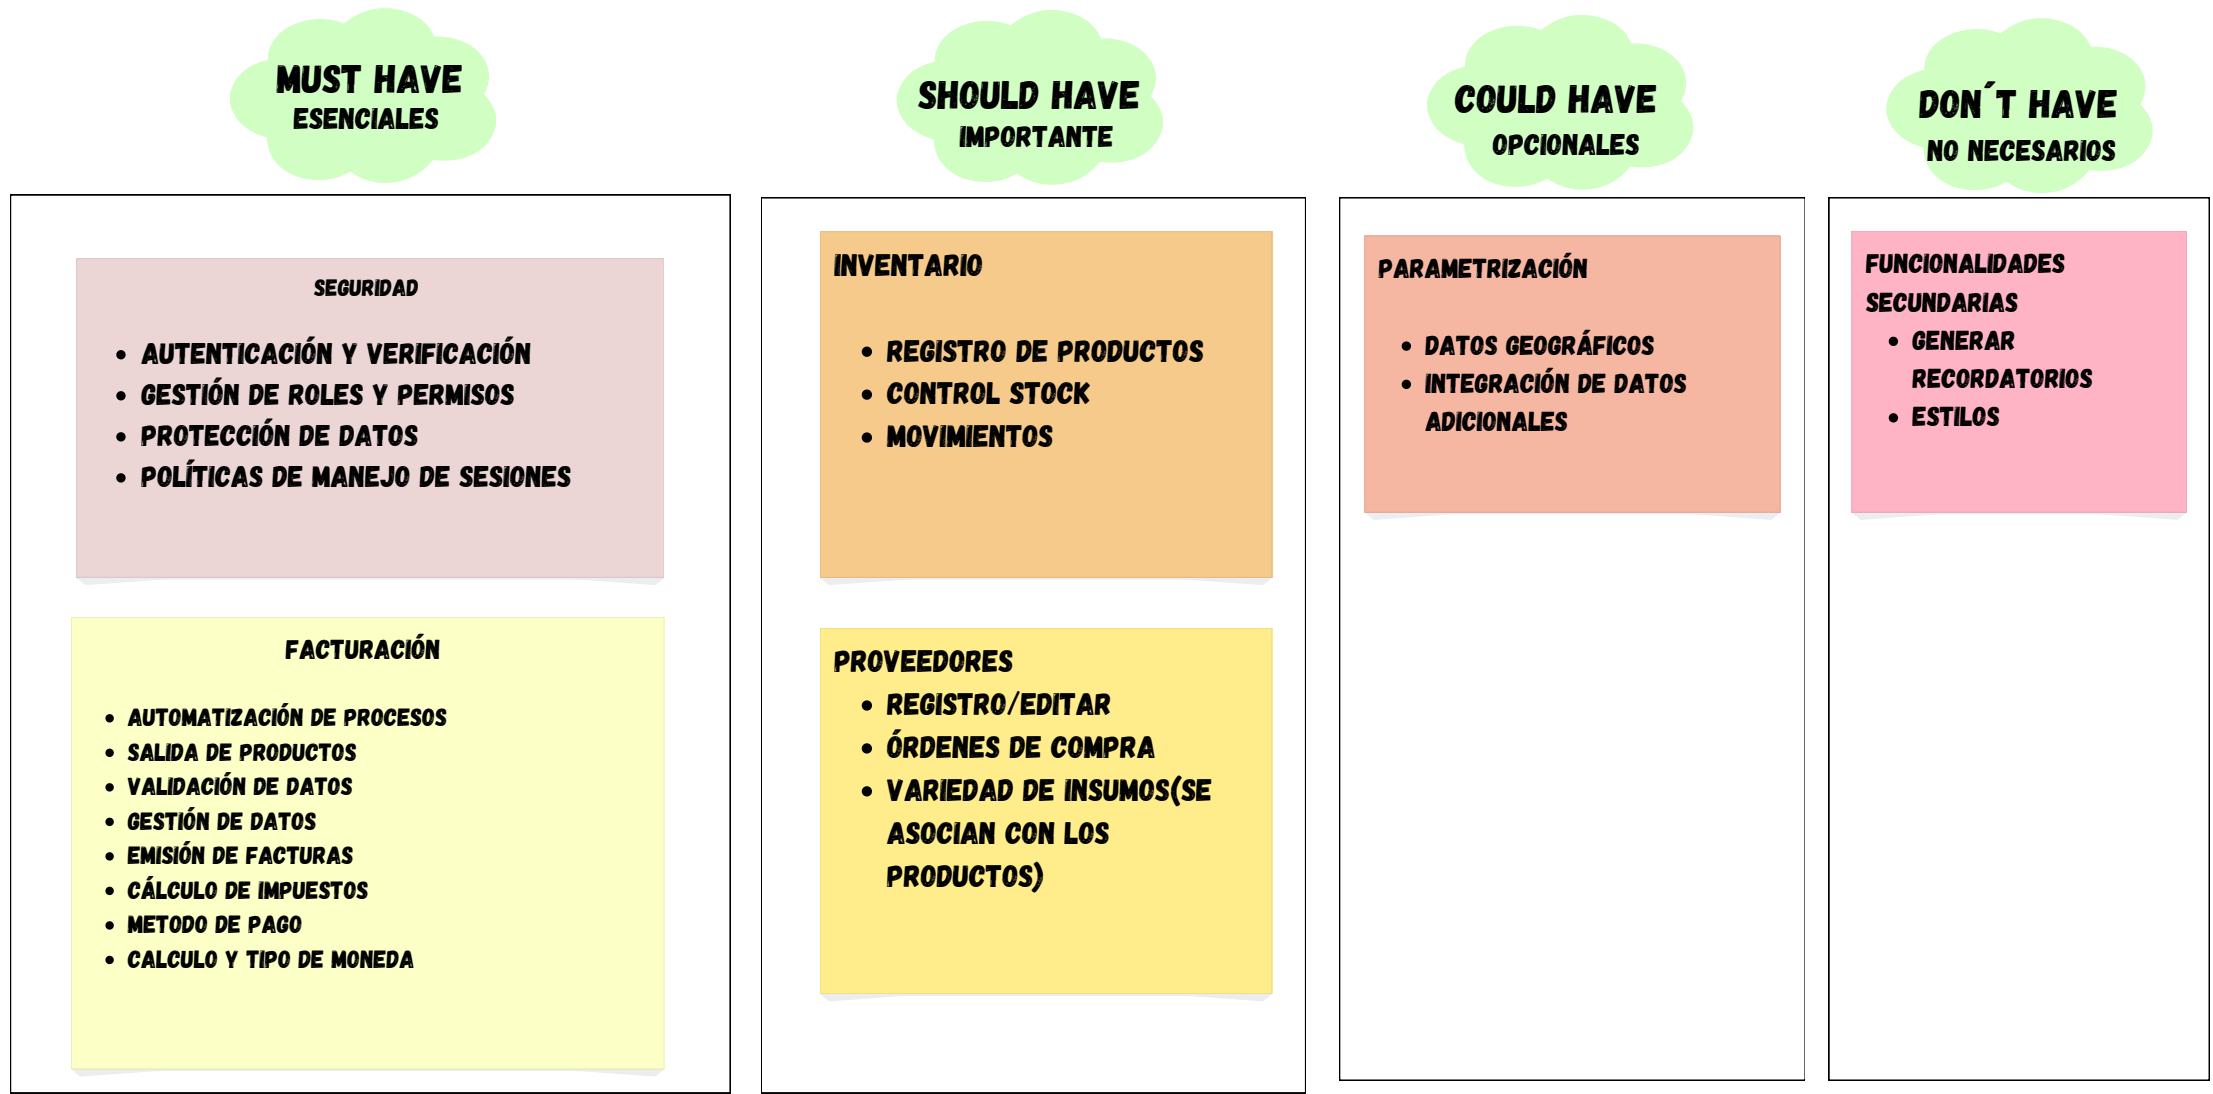 MUST HAVE
ESENCIALES
SEGURIDAD
• AUTENTICACIÓN Y VERIFICACIÓN
• GESTIÓN DE ROLES Y PERMISOS
• PROTECCIÓN DE DATOS
• POLÍTICAS DE MANEJO DE SESIONES
FACTURACIÓN
• AUTOMATIZACIÓN DE PROCESOS
• SALIDA DE PRODUCTOS
• VALIDACIÓN DE DATOS
• GESTIÓN DE DATOS
• EMISIÓN DE FACTURAS
• CÁLCULO DE IMPUESTOS
• METODO DE PAGO
• CALCULO Y TIPO DE MONEDA
SHOULD HAVE
IMPORTANTE
INVENTARIO
• REGISTRO DE PRODUCTOS
• CONTROL STOCK
• MOVIMIENTOS
PROVEEDORES
• REGISTRO/EDITAR
• ÓRDENES DE COMPRA
• VARIEDAD DE INSUMOS(SE
ASOCIAN CON LOS
PRODUCTOS)
COULD HAVE
OPCIONALES
PARAMETRIZACIÓN
• DATOS GEOGRÁFICOS
• INTEGRACIÓN DE DATOS
ADICIONALES
DON´T HAVE
NO NECESARIOS
FUNCIONALIDADES
SECUNDARIAS
• GENERAR
RECORDATORIOS
• ESTILOS